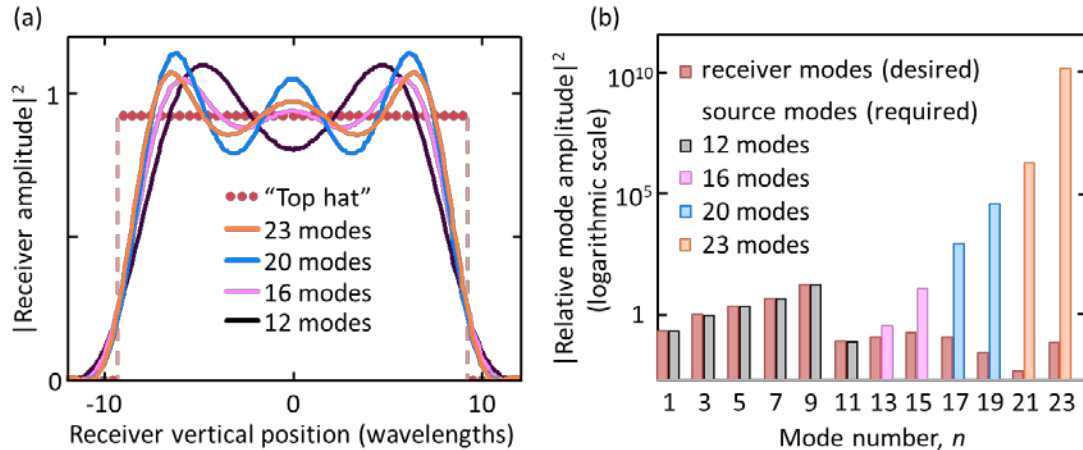 (a)
|Receiver amplitude|²
1
0
-10
0
10
Receiver vertical position (wavelengths)
“Top hat”
23 modes
20 modes
16 modes
12 modes
(b)
|Relative mode amplitude|²
(logarithmic scale)
10¹⁰
10⁵
1
receiver modes (desired)
source modes (required)
12 modes
16 modes
20 modes
23 modes
1 3 5 7 9 11 13 15 17 19 21 23
Mode number, n